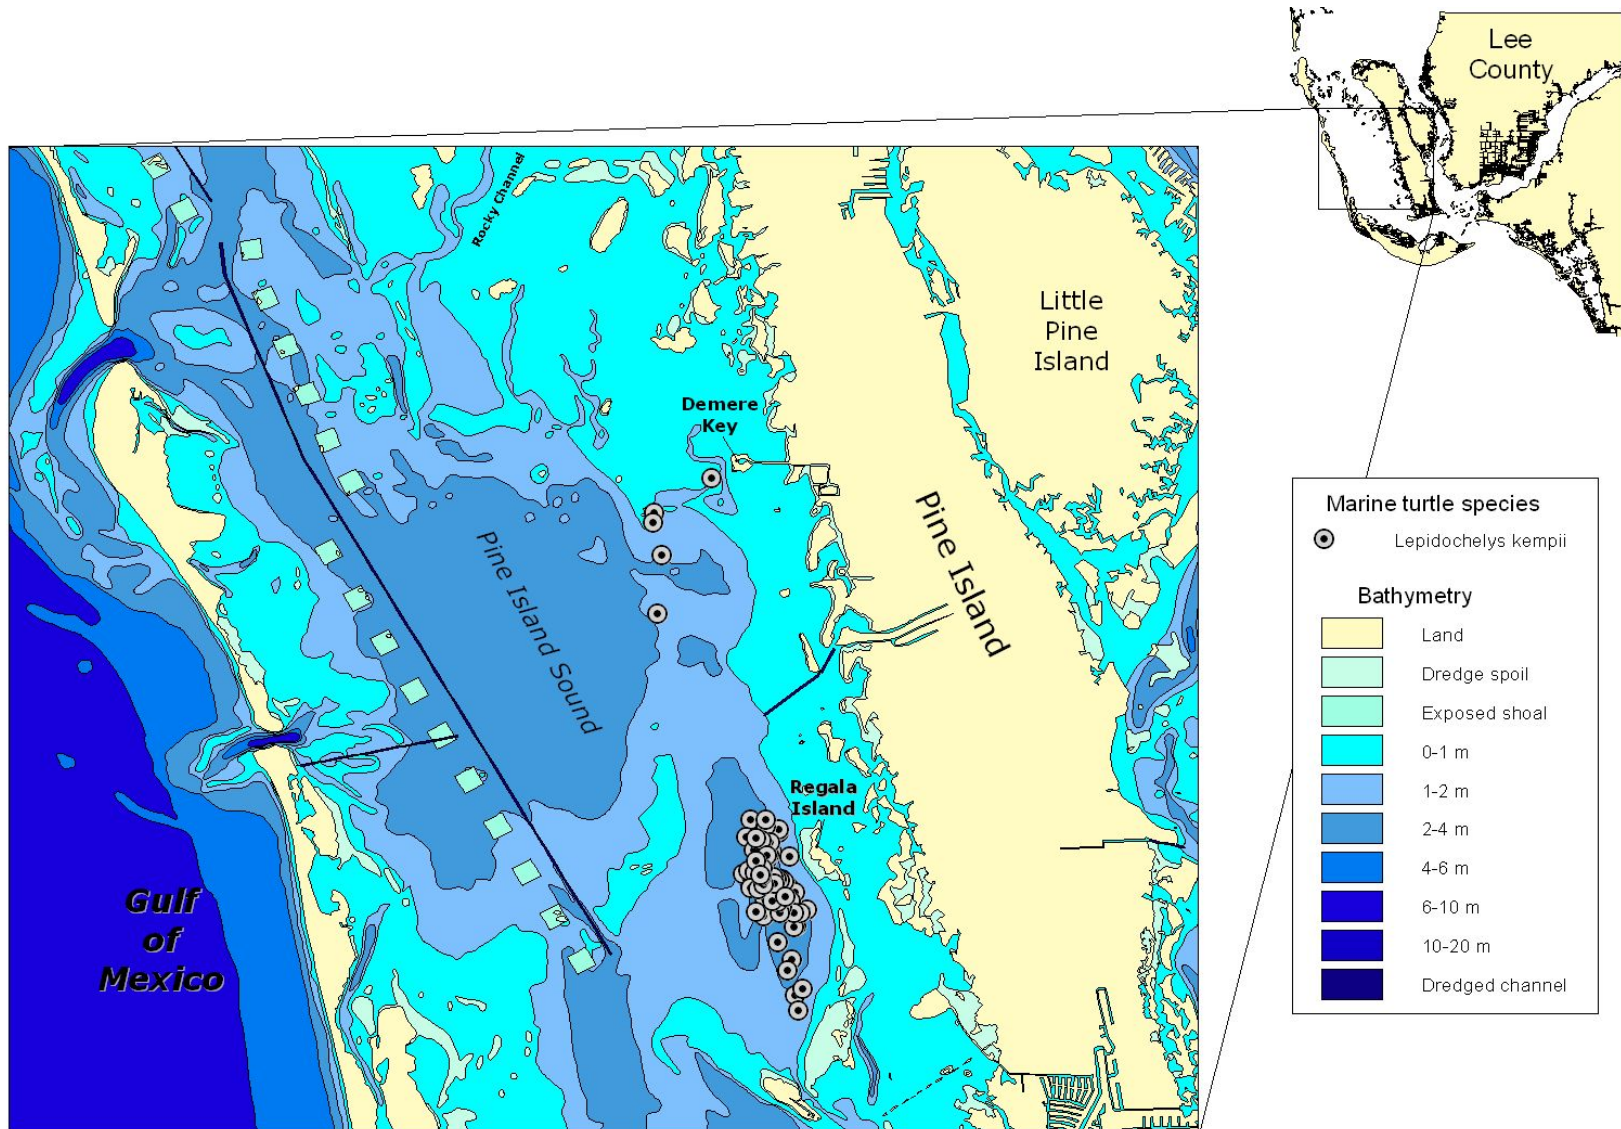 Lee
County
Rocky Channel
Little
Pine
Island
Demere
Key
Pine Island
Pine Island Sound
Regala
Island
Gulf
of
Mexico
Marine turtle species
Lepidochelys kempii
Bathymetry
Land
Dredge spoil
Exposed shoal
0-1 m
1-2 m
2-4 m
4-6 m
6-10 m
10-20 m
Dredged channel